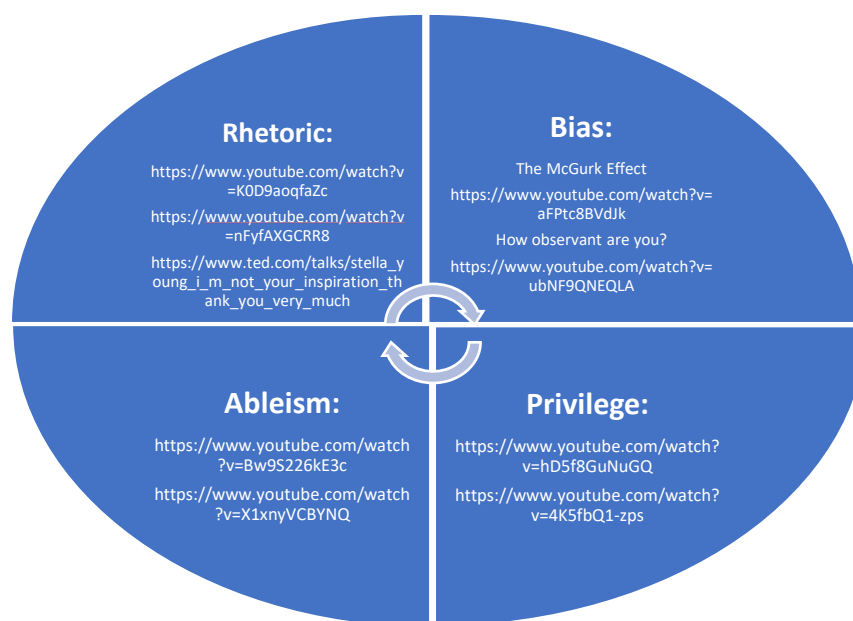 Rhetoric:
https://www.youtube.com/watch?v
=K0D9aoqfaZc
https://www.youtube.com/watch?v
=nFyfAXGCRR8
https://www.ted.com/talks/stella_y
oung_i_m_not_your_inspiration_th
ank_you_very_much
Bias:
The McGurk Effect
https://www.youtube.com/watch?v=
aFPtc8BVdJk
How observant are you?
https://www.youtube.com/watch?v=
ubNF9QNEQLA
Ableism:
https://www.youtube.com/watch
?v=Bw9S226kE3c
https://www.youtube.com/watch
?v=X1xnyVCBYNQ
Privilege:
https://www.youtube.com/watch?
v=hD5f8GuNuGQ
https://www.youtube.com/watch?
v=4K5fbQ1-zps